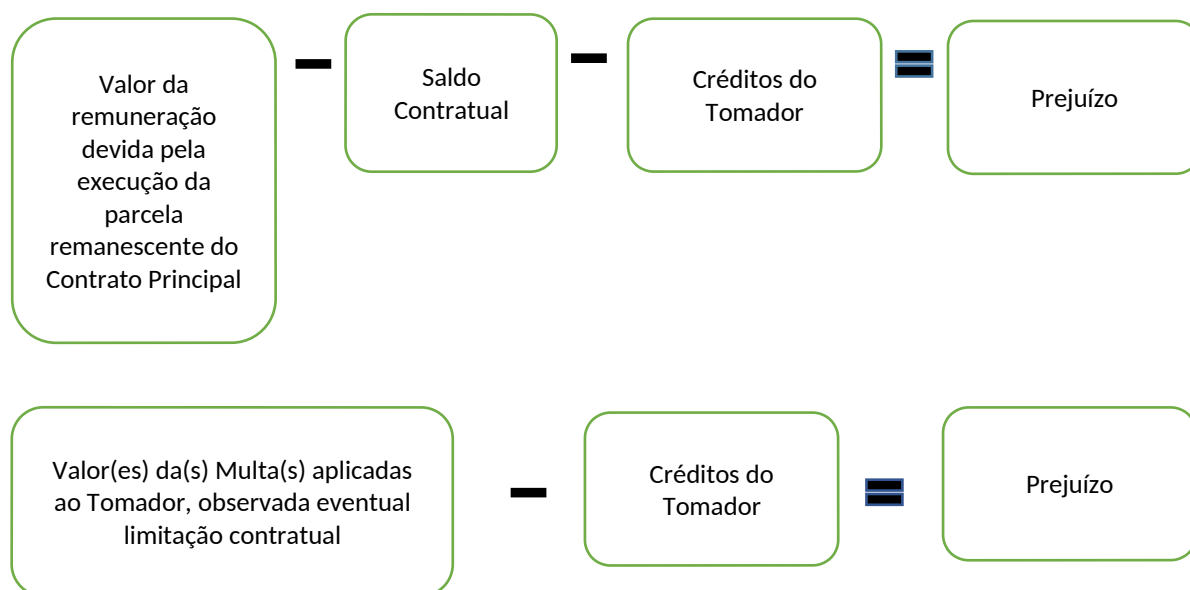 Valor da
remuneração
devida pela
execução da
parcela
remanescente do
Contrato Principal
Saldo
Contratual
Créditos do
Tomador
Prejuízo
Valor(es) da(s) Multa(s) aplicadas
ao Tomador, observada eventual
limitação contratual
Créditos do
Tomador
Prejuízo